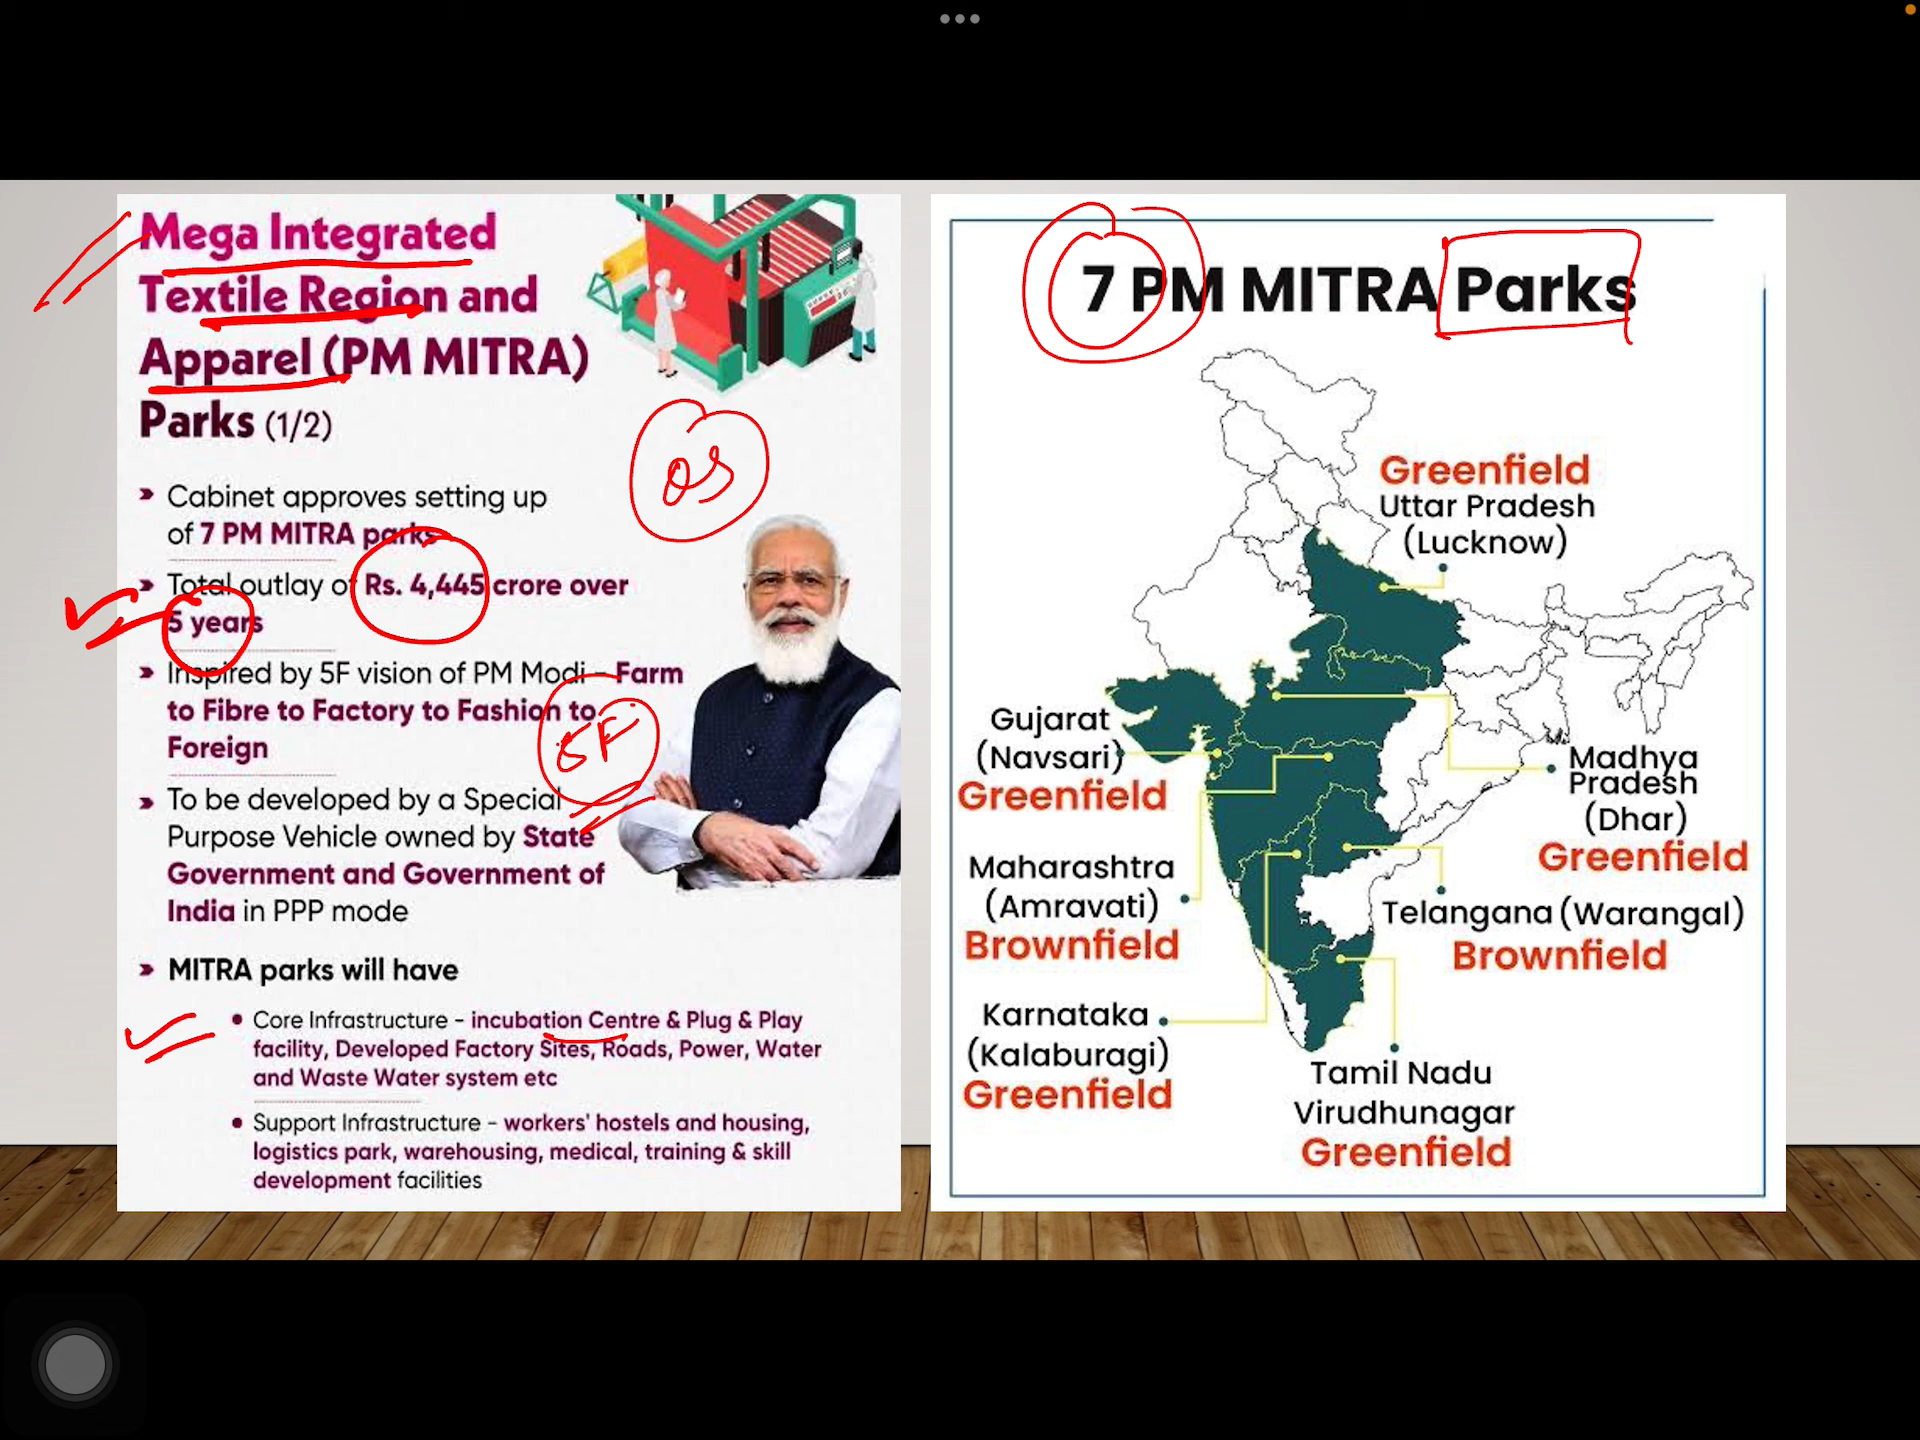 Mega Integrated
Textile Region and
Apparel (PM MITRA)
Parks (1/2)
Cabinet approves setting up
of 7 PM MITRA parks
Total outlay of Rs. 4,445 crore over
5 years
Inspired by 5F vision of PM Modi – Farm
to Fibre to Factory to Fashion to
Foreign
5F
To be developed by a Special
Purpose Vehicle owned by State
Government and Government of
India in PPP mode
MITRA parks will have
Core Infrastructure - incubation Centre & Plug & Play
facility, Developed Factory Sites, Roads, Power, Water
and Waste Water system etc
Support Infrastructure - workers' hostels and housing,
logistics park, warehousing, medical, training & skill
development facilities
7 PM MITRA Parks
Greenfield
Uttar Pradesh
(Lucknow)
Gujarat
(Navsari)
Greenfield
Madhya
Pradesh
(Dhar)
Greenfield
Maharashtra
(Amravati)
Brownfield
Telangana (Warangal)
Brownfield
Karnataka
(Kalaburagi)
Greenfield
Tamil Nadu
Virudhunagar
Greenfield